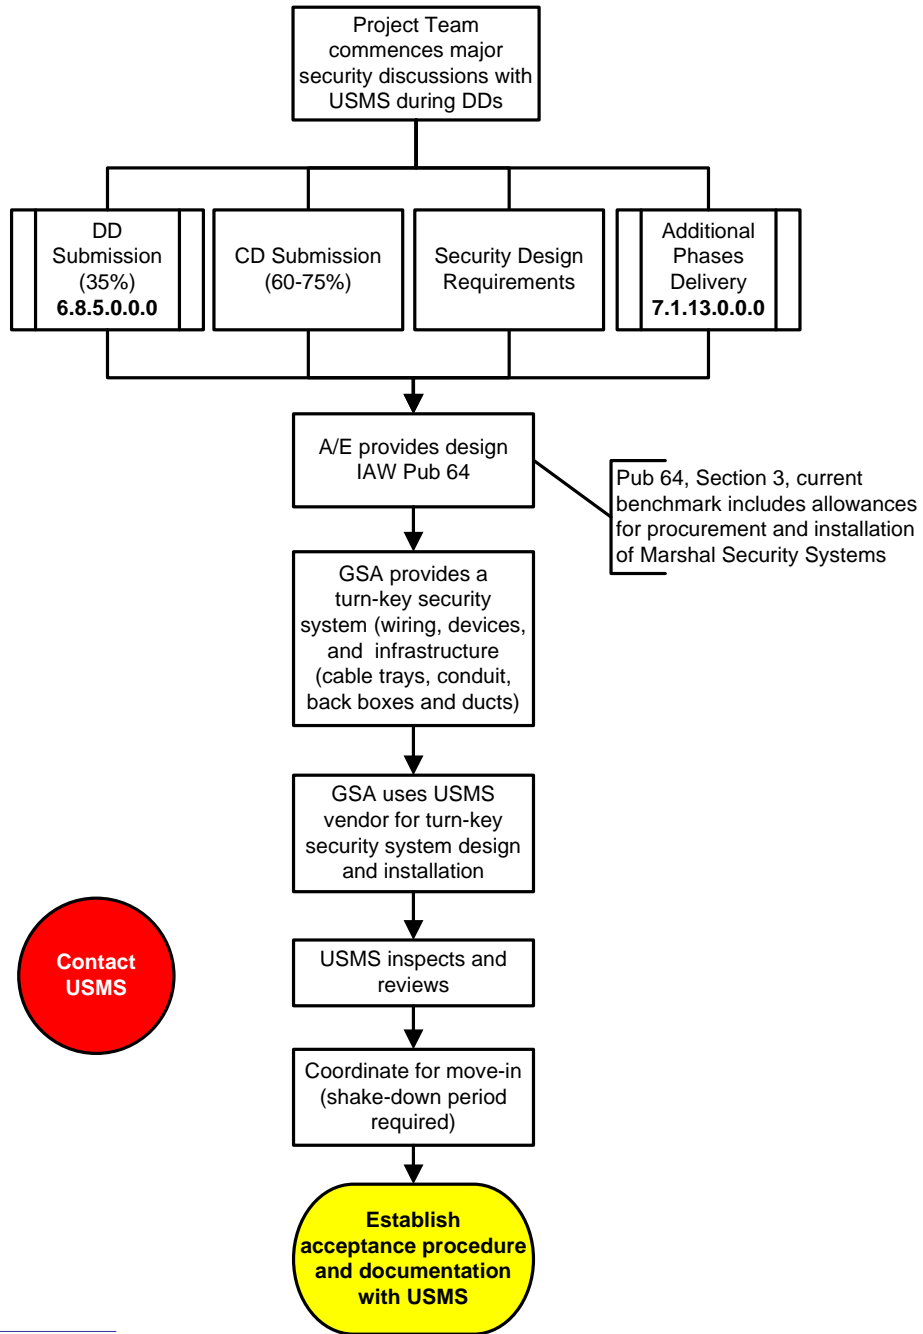 Project Team
commences major
security discussions with
USMS during DDs
DD
Submission
(35%)
6.8.5.0.0.0
CD Submission
(60-75%)
Security Design
Requirements
Additional
Phases
Delivery
7.1.13.0.0.0
A/E provides design
IAW Pub 64
Pub 64, Section 3, current
benchmark includes allowances
for procurement and installation
of Marshal Security Systems
GSA provides a
turn-key security
system (wiring, devices,
and infrastructure
(cable trays, conduit,
back boxes and ducts)
GSA uses USMS
vendor for turn-key
security system design
and installation
Contact
USMS
USMS inspects and
reviews
Coordinate for move-in
(shake-down period
required)
Establish
acceptance procedure
and documentation
with USMS